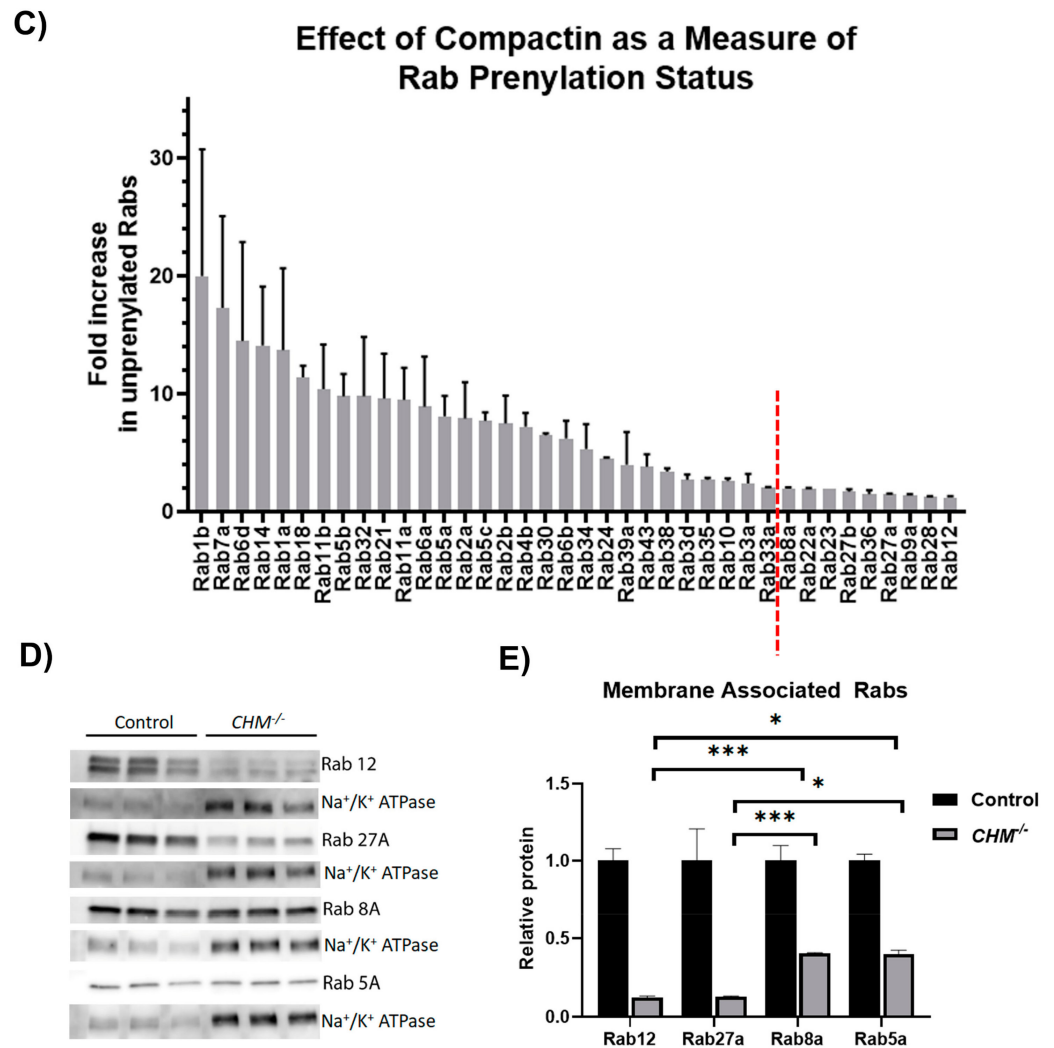 C)
Effect of Compactin as a Measure of
Rab Prenylation Status
Fold increase
in unprenylated Rabs
30
20
10
0
Rab1b
Rab7a
Rab6d
Rab14
Rab1a
Rab18
Rab11b
Rab5b
Rab32
Rab21
Rab11a
Rab6a
Rab5a
Rab2a
Rab5c
Rab2b
Rab4b
Rab30
Rab6b
Rab34
Rab24
Rab39a
Rab43
Rab38
Rab3d
Rab35
Rab10
Rab3a
Rab33a
Rab8a
Rab22a
Rab23
Rab27b
Rab36
Rab27a
Rab9a
Rab28
Rab12
D)
Control CHM-/-
Rab 12
Na+/K+ ATPase
Rab 27A
Na+/K+ ATPase
Rab 8A
Na+/K+ ATPase
Rab 5A
Na+/K+ ATPase
E)
Membrane Associated Rabs
*
***
*
***
Control
CHM-/-
Relative protein
1.5
1.0
0.5
0.0
Rab12 Rab27a Rab8a Rab5a